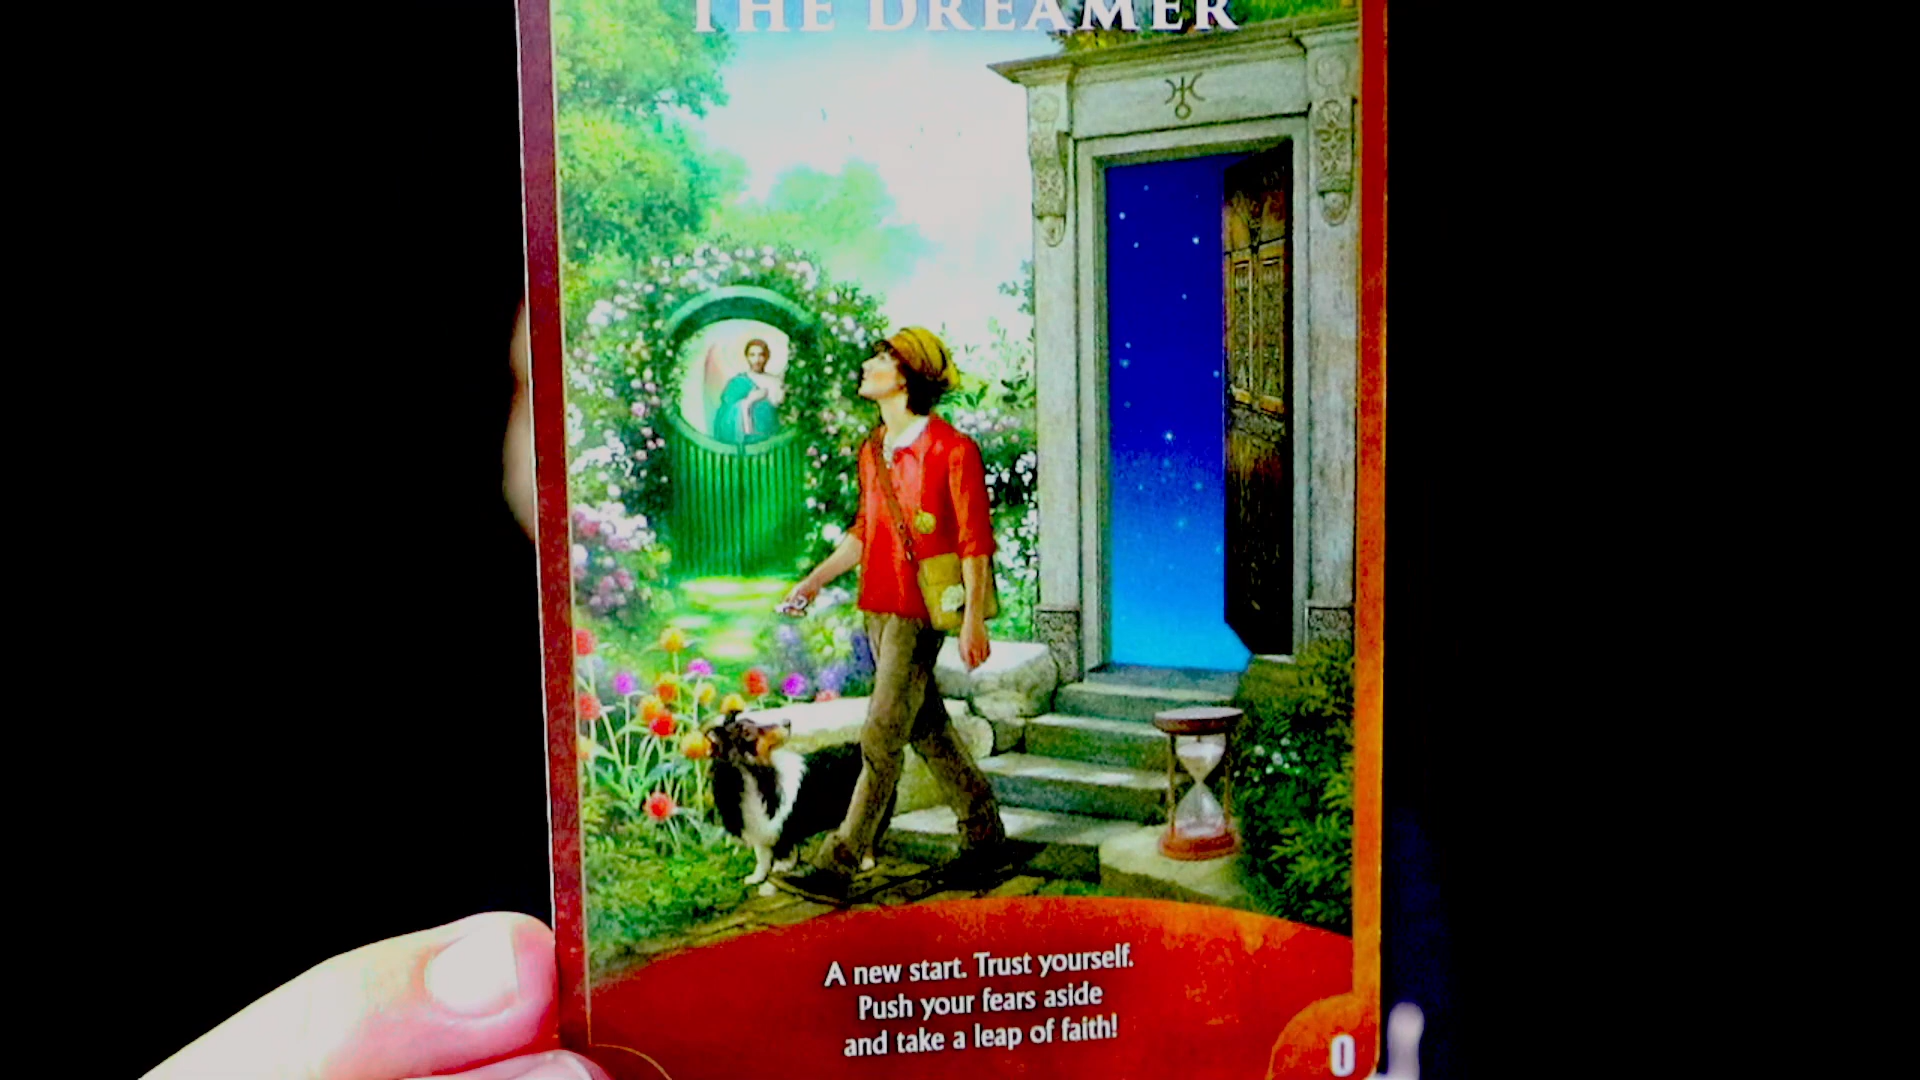 THE DREAMER
A new start. Trust yourself.
Push your fears aside
and take a leap of faith!
0